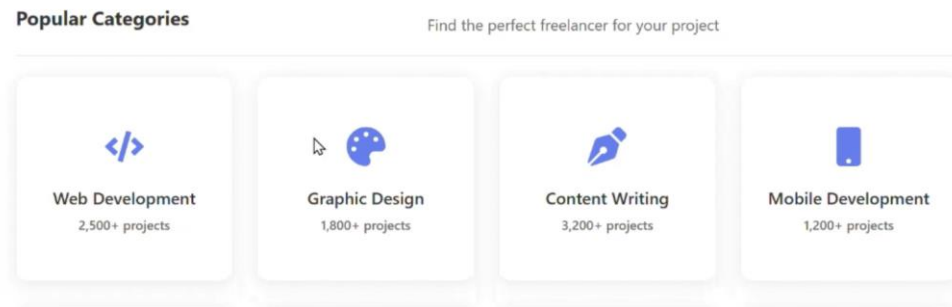 Popular Categories
Find the perfect freelancer for your project
Web Development
2,500+ projects
Graphic Design
1,800+ projects
Content Writing
3,200+ projects
Mobile Development
1,200+ projects